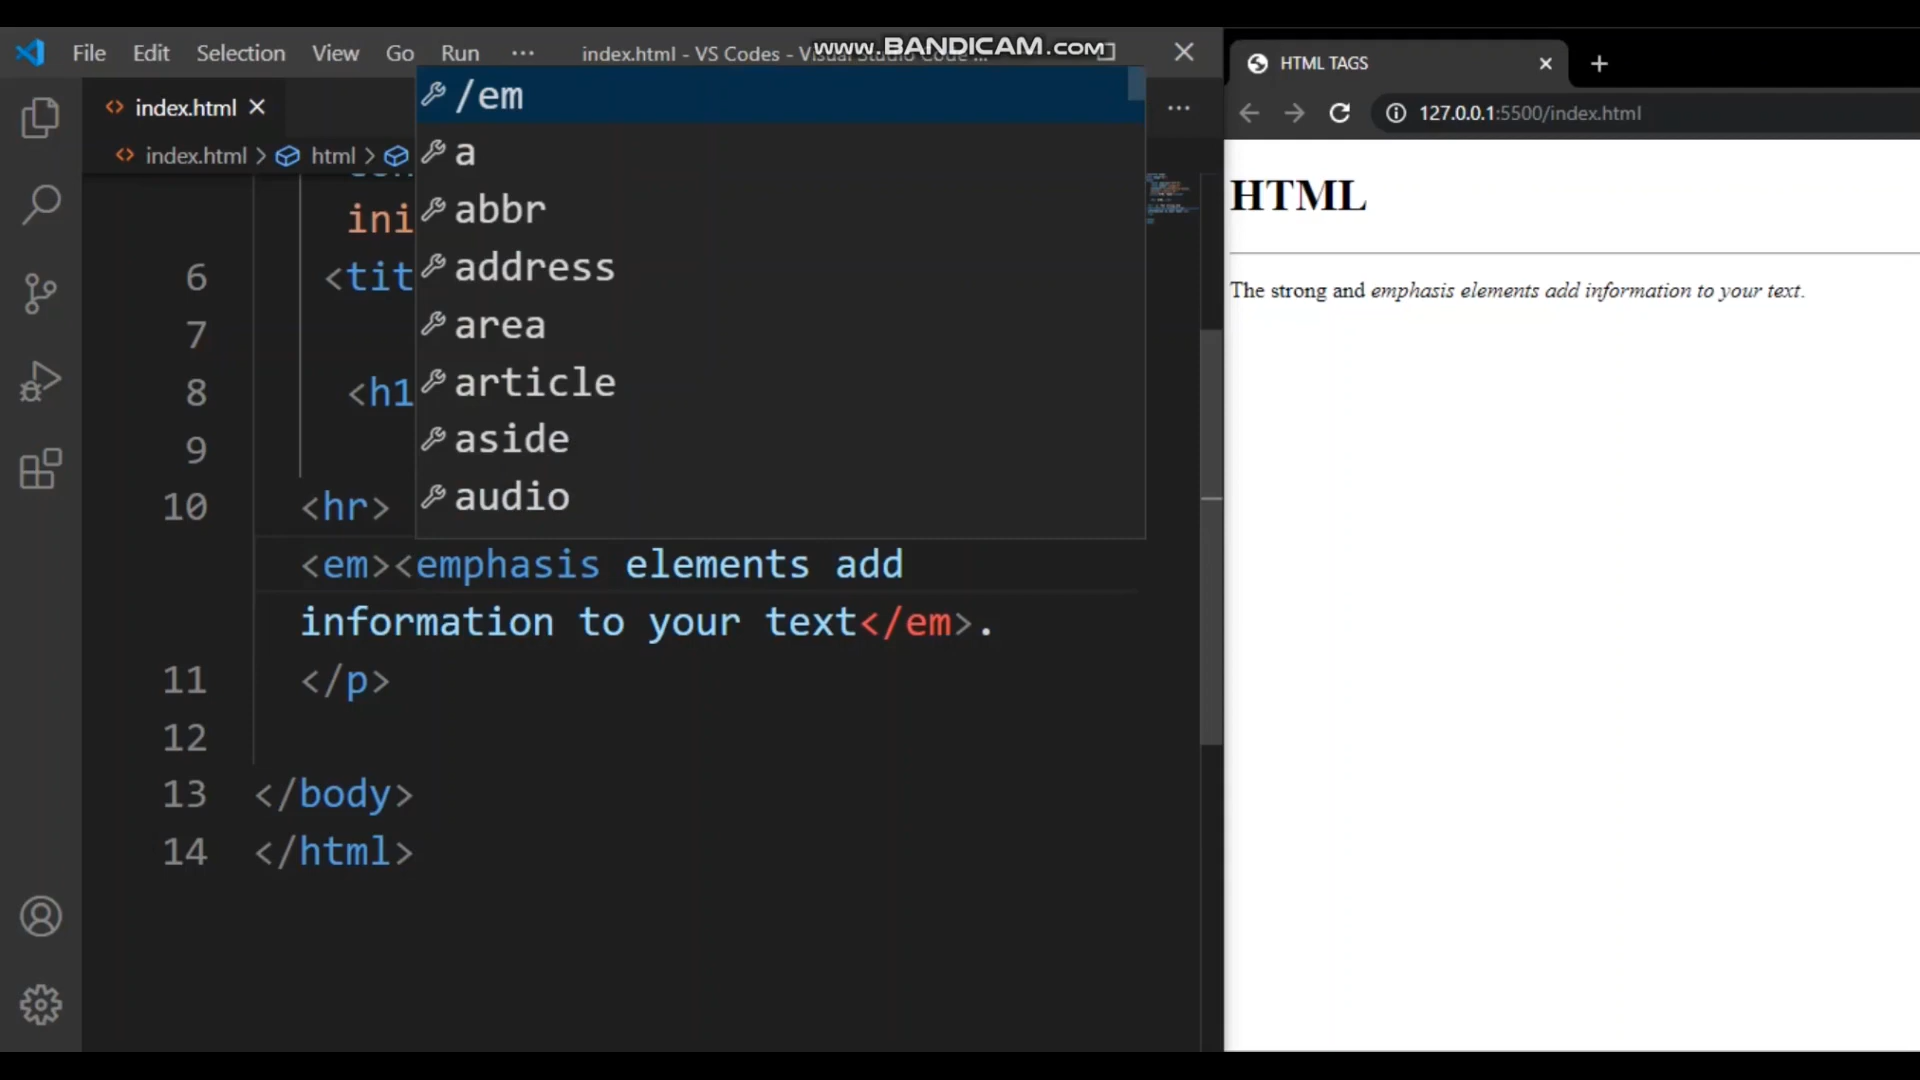 www.BANDICAM.com
File Edit Selection View Go Run ··· index.html - VS Codes - Visual Studio Code ...
index.html
index.html > html >
/em
a
abbr
address
area
article
aside
audio
ini
6 <tit
7
8 <h1
9
10 <hr>
<em><emphasis elements add
information to your text</em>.
11 </p>
12
13 </body>
14 </html>
HTML TAGS
127.0.0.1:5500/index.html
HTML
The strong and emphasis elements add information to your text.